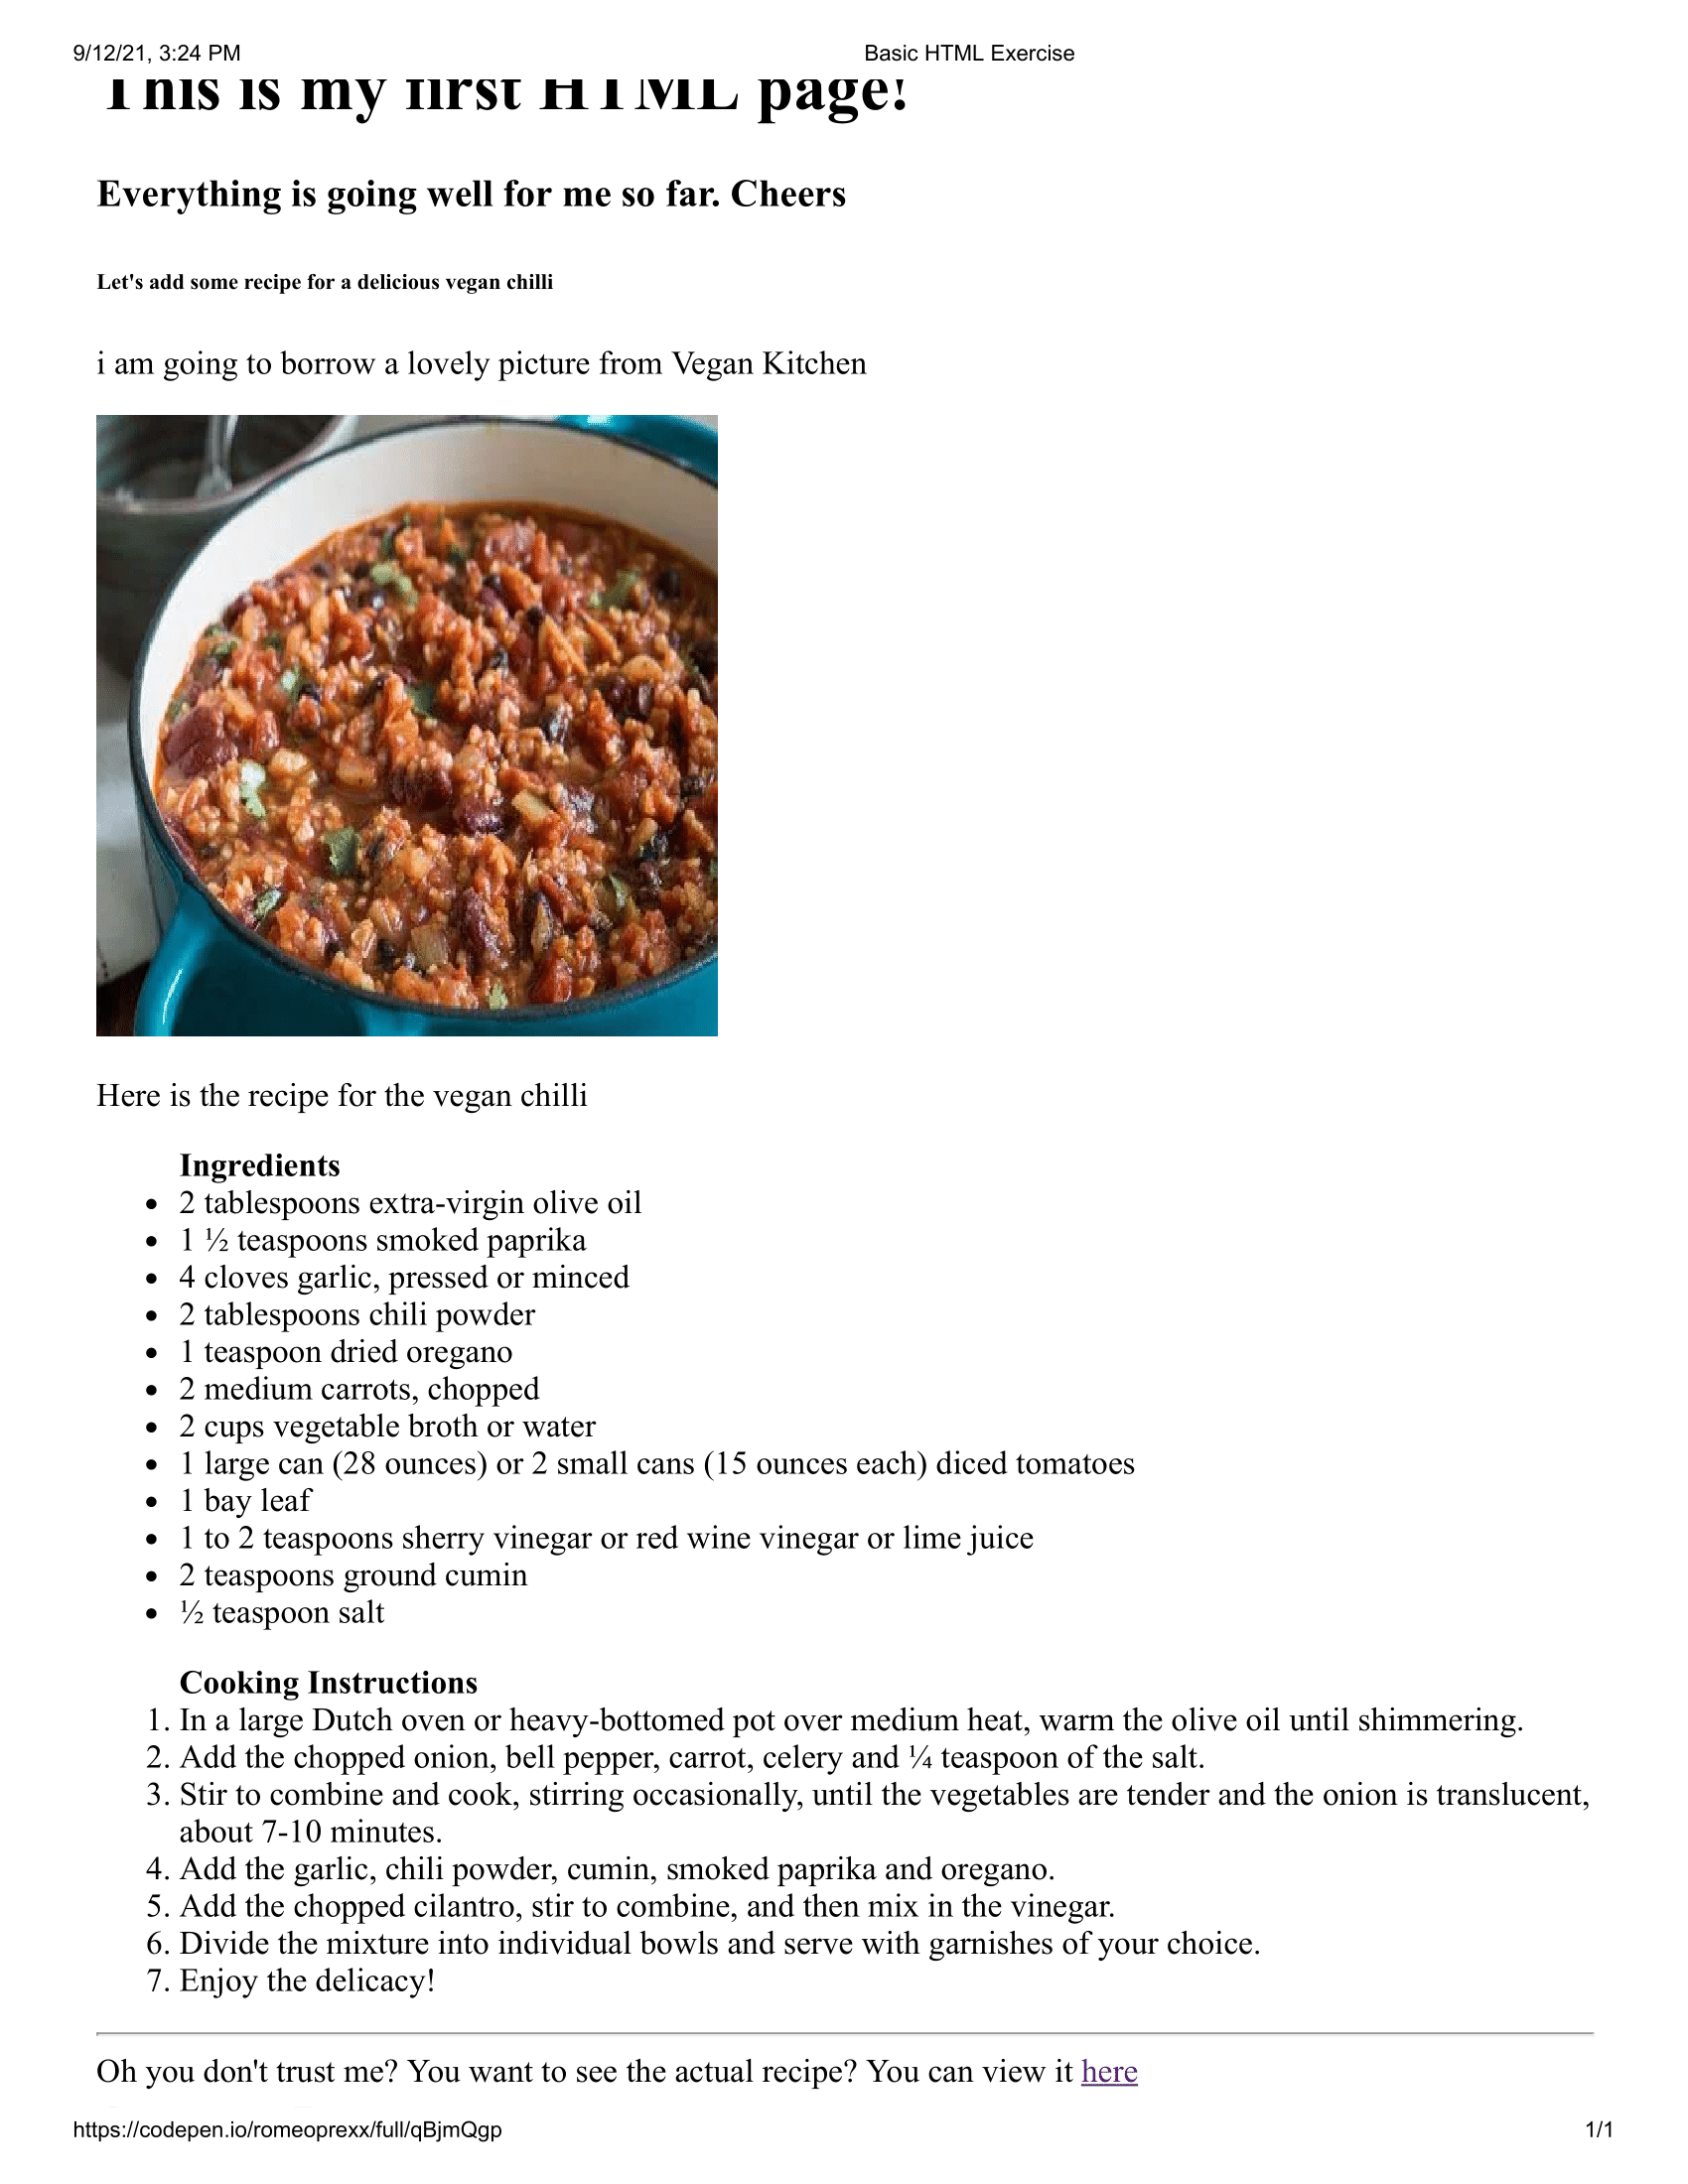 9/12/21, 3:24 PM Basic HTML Exercise
This is my first HTML page!
Everything is going well for me so far. Cheers
Let's add some recipe for a delicious vegan chilli
i am going to borrow a lovely picture from Vegan Kitchen
Here is the recipe for the vegan chilli
Ingredients
• 2 tablespoons extra-virgin olive oil
• 1 ½ teaspoons smoked paprika
• 4 cloves garlic, pressed or minced
• 2 tablespoons chili powder
• 1 teaspoon dried oregano
• 2 medium carrots, chopped
• 2 cups vegetable broth or water
• 1 large can (28 ounces) or 2 small cans (15 ounces each) diced tomatoes
• 1 bay leaf
• 1 to 2 teaspoons sherry vinegar or red wine vinegar or lime juice
• 2 teaspoons ground cumin
• ½ teaspoon salt
Cooking Instructions
1. In a large Dutch oven or heavy-bottomed pot over medium heat, warm the olive oil until shimmering.
2. Add the chopped onion, bell pepper, carrot, celery and ¼ teaspoon of the salt.
3. Stir to combine and cook, stirring occasionally, until the vegetables are tender and the onion is translucent,
about 7-10 minutes.
4. Add the garlic, chili powder, cumin, smoked paprika and oregano.
5. Add the chopped cilantro, stir to combine, and then mix in the vinegar.
6. Divide the mixture into individual bowls and serve with garnishes of your choice.
7. Enjoy the delicacy!
Oh you don't trust me? You want to see the actual recipe? You can view it here
https://codepen.io/romeoprexx/full/qBjmQgp 1/1